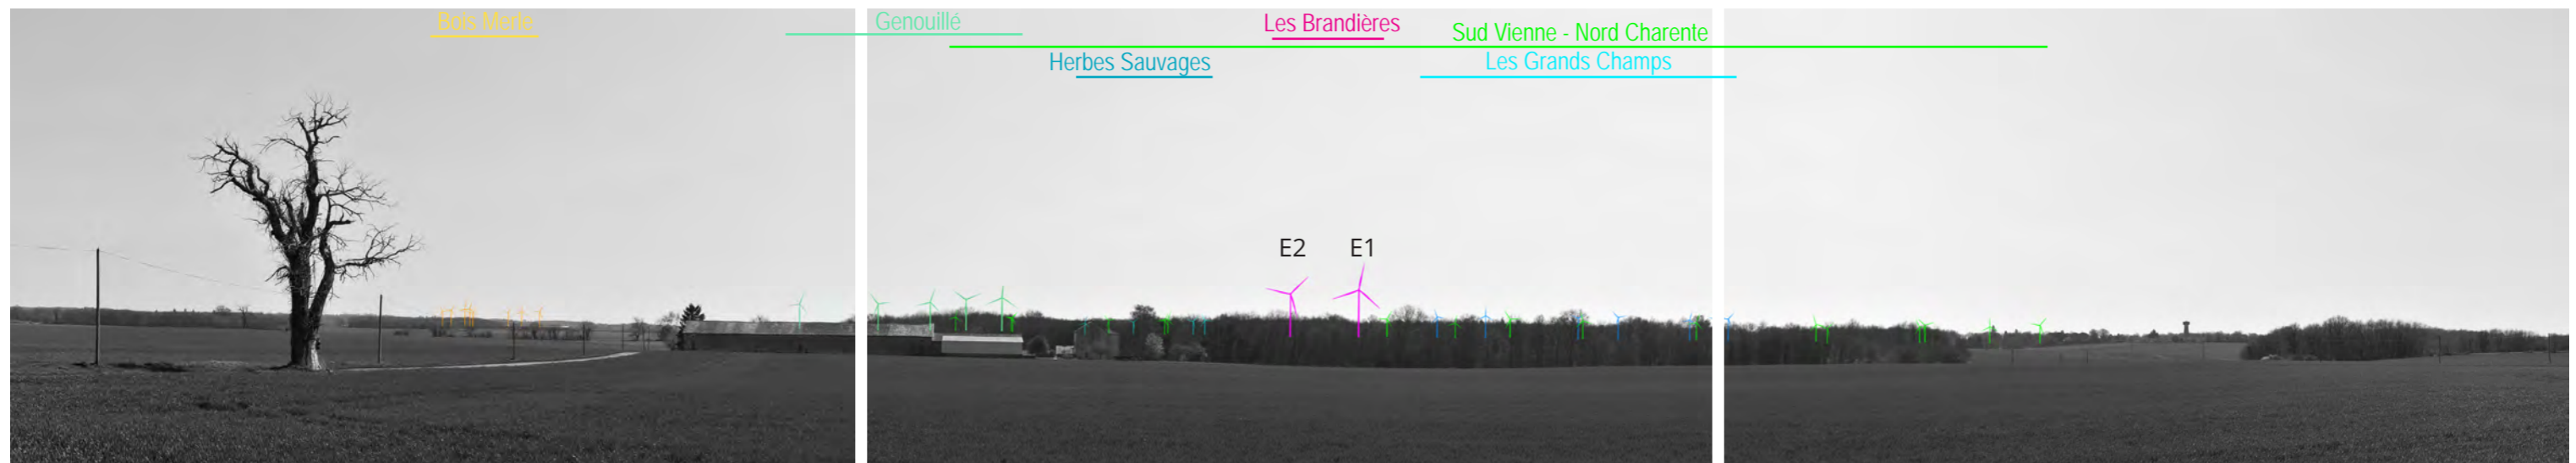 Bois Merle
Genouillé
Les Brandières
Sud Vienne - Nord Charente
Herbes Sauvages
Les Grands Champs
E2
E1